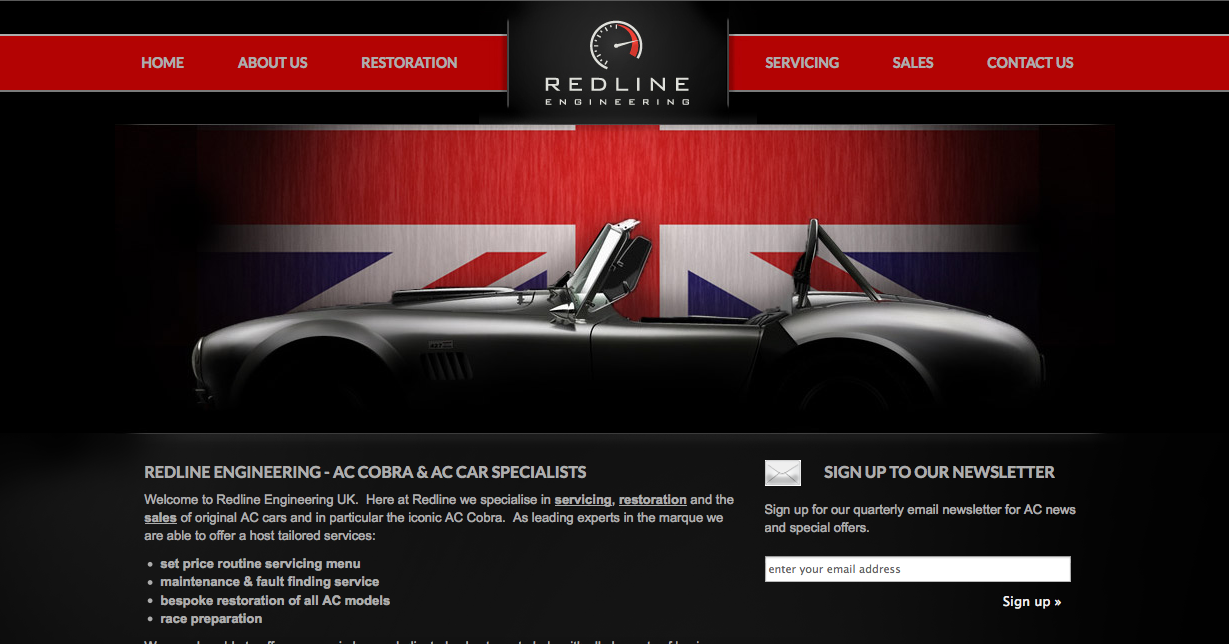 HOME ABOUT US RESTORATION
REDLINE
ENGINEERING
SERVICING SALES CONTACT US
427
REDLINE ENGINEERING - AC COBRA & AC CAR SPECIALISTS
Welcome to Redline Engineering UK. Here at Redline we specialise in servicing, restoration and the
sales of original AC cars and in particular the iconic AC Cobra. As leading experts in the marque we
are able to offer a host tailored services:
• set price routine servicing menu
• maintenance & fault finding service
• bespoke restoration of all AC models
• race preparation
SIGN UP TO OUR NEWSLETTER
Sign up for our quarterly email newsletter for AC news
and special offers.
enter your email address
Sign up »